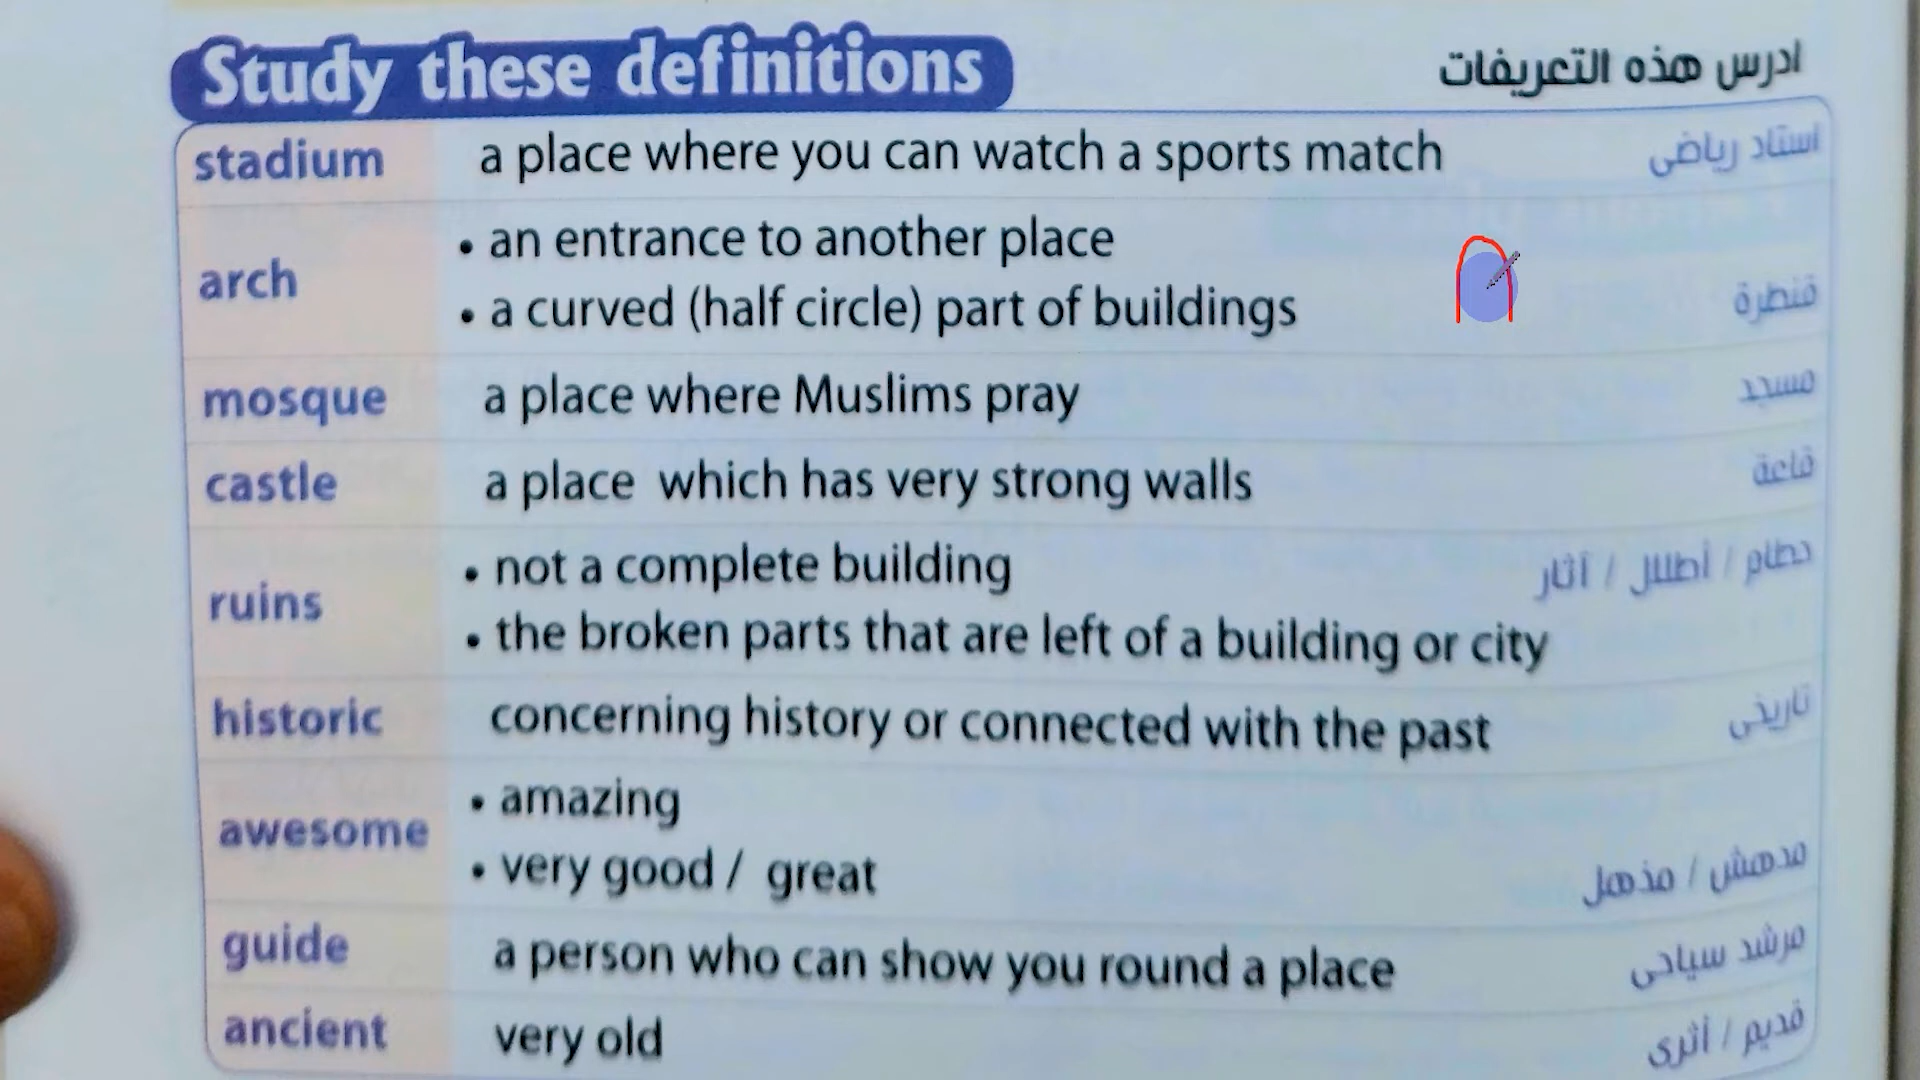 Study these definitions
ادرس هذه التعريفات
stadium a place where you can watch a sports match استاد رياضى
arch • an entrance to another place
• a curved (half circle) part of buildings قنطرة
mosque a place where Muslims pray مسجد
castle a place which has very strong walls قلعة
ruins • not a complete building حطام / أطلال / آثار
• the broken parts that are left of a building or city
historic concerning history or connected with the past تاريخى
awesome • amazing
• very good / great مدهش / مذهل
guide a person who can show you round a place مرشد سياحى
ancient very old قديم / أثرى